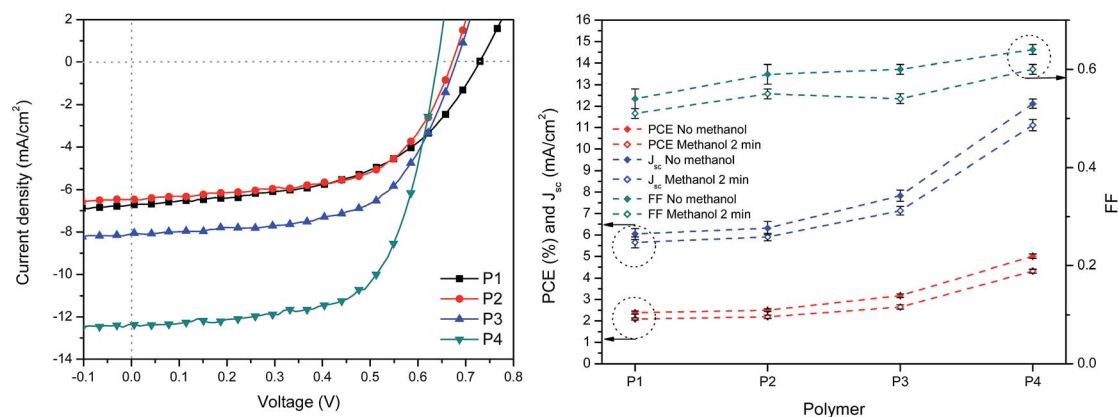 2
0
-2
-4
-6
-8
-10
-12
-14
-0.1 0.0 0.1 0.2 0.3 0.4 0.5 0.6 0.7 0.8
Current density (mA/cm²)
Voltage (V)
P1
P2
P3
P4
16
15
14
13
12
11
10
9
8
7
6
5
4
3
2
1
0
PCE (%) and Jsc (mA/cm²)
PCE No methanol
PCE Methanol 2 min
Jsc No methanol
Jsc Methanol 2 min
FF No methanol
FF Methanol 2 min
P1 P2 P3 P4
Polymer
0.6
0.4
0.2
0.0
FF